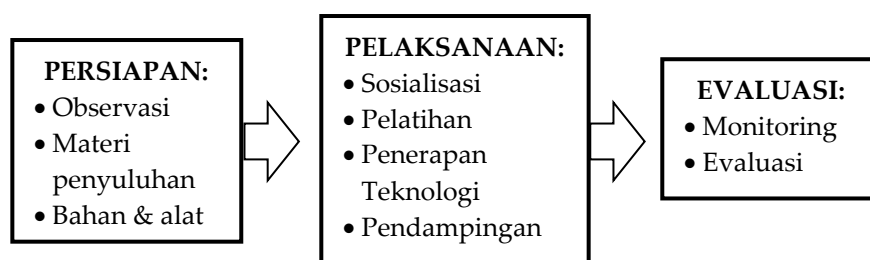 PERSIAPAN:
• Observasi
• Materi
penyuluhan
• Bahan & alat
PELAKSANAAN:
• Sosialisasi
• Pelatihan
• Penerapan
Teknologi
• Pendampingan
EVALUASI:
• Monitoring
• Evaluasi